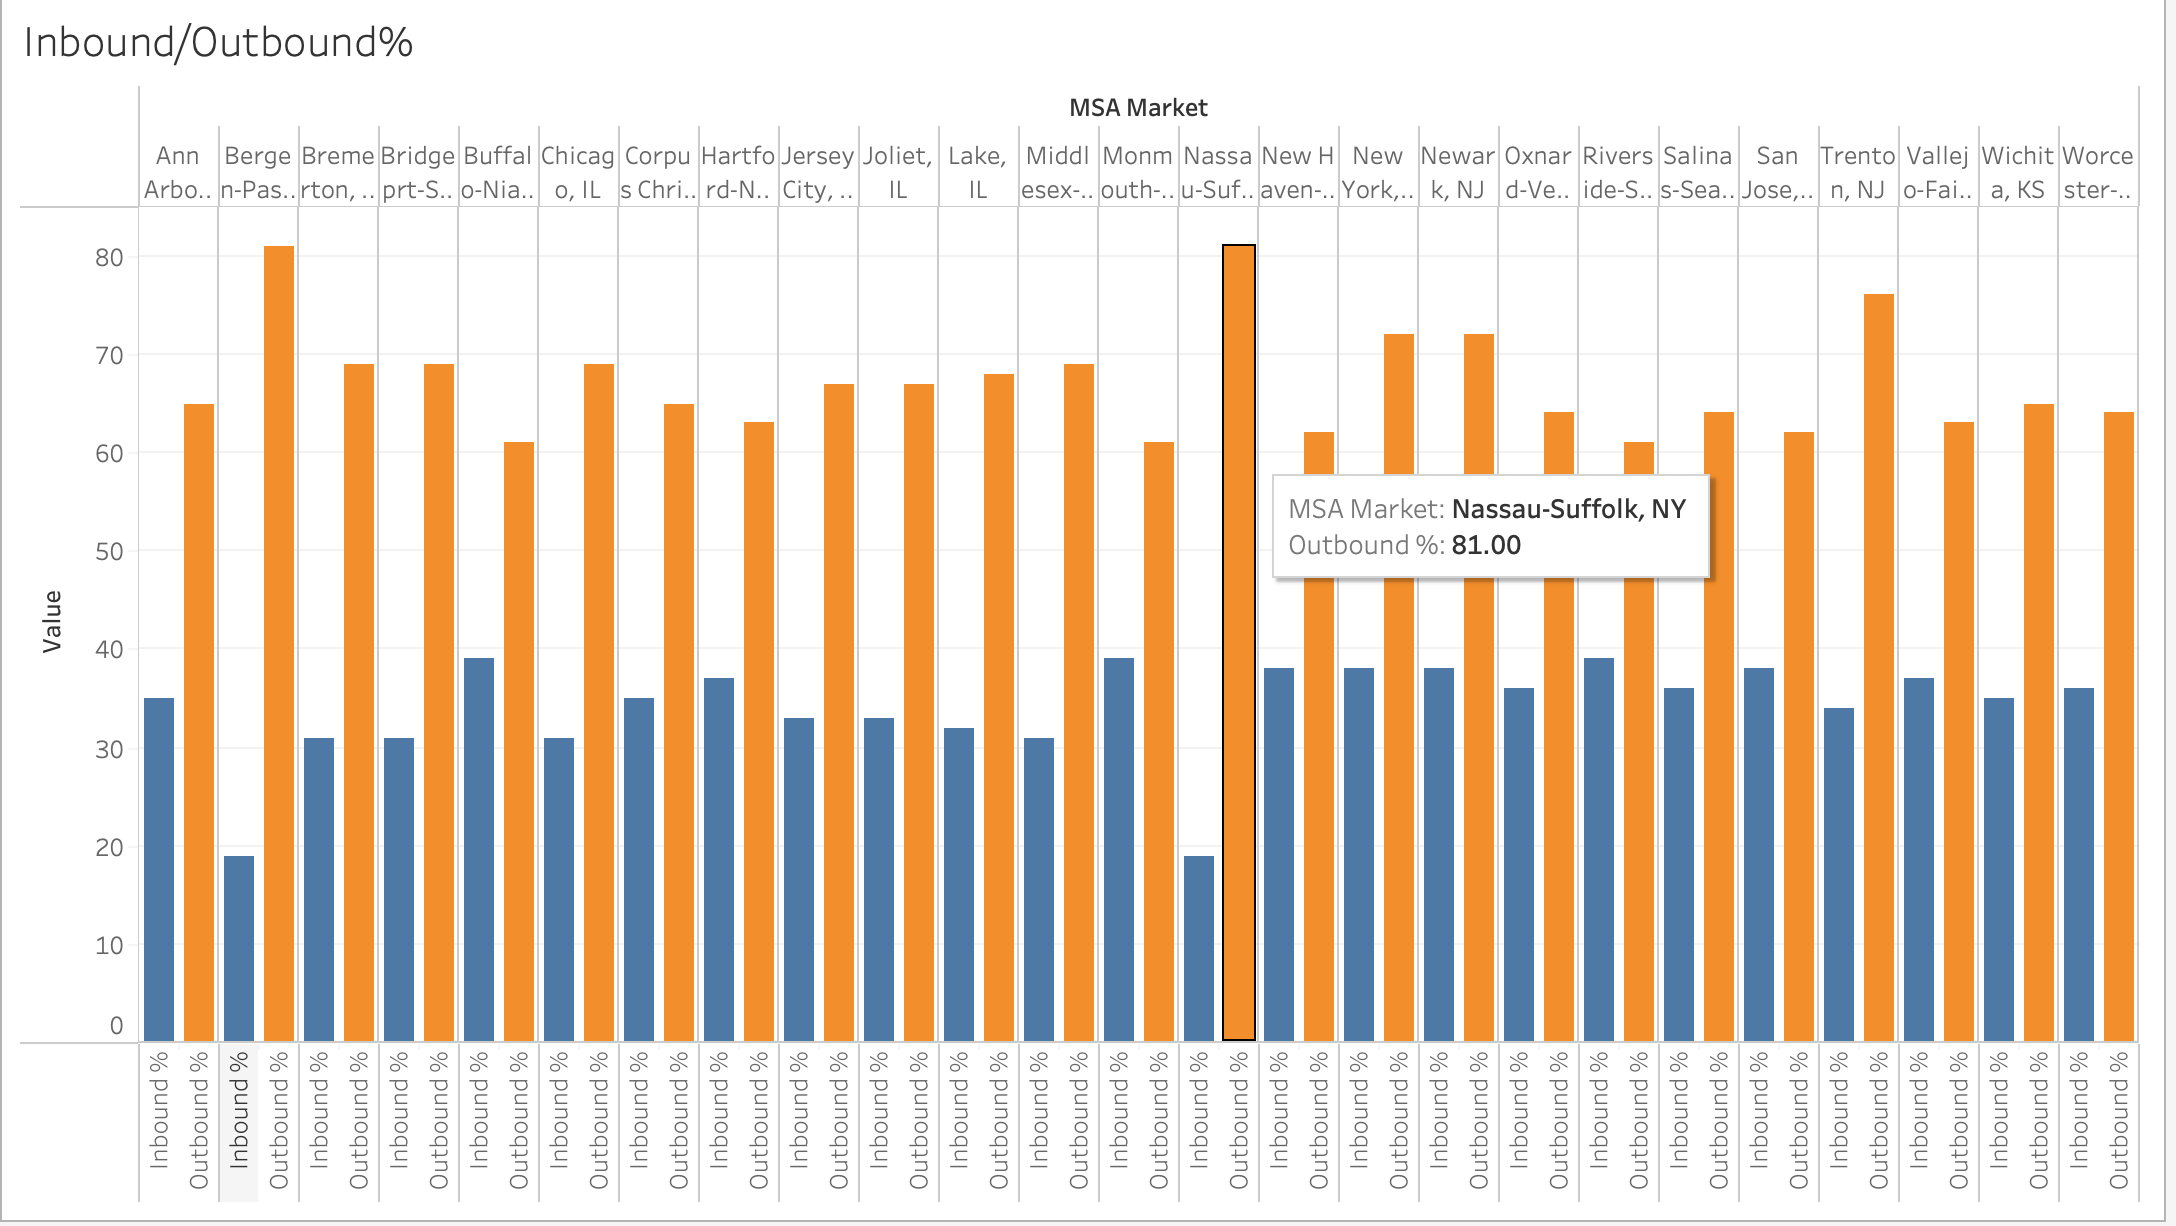 Inbound/Outbound%
MSA Market
Ann Berge Breme Bridge Buffal Chicag Corpu Hartfo Jersey Joliet, Lake, Middl Monm Nassa New H New Newar Oxnar Rivers Salina San Trento Vallej Wichit Worce
Arbo.. n-Pas.. rton, .. prt-S.. o-Nia.. o, IL s Chri.. rd-N.. City, .. IL IL esex-.. outh-.. u-Suf.. aven-.. York,.. k, NJ d-Ve.. ide-S.. s-Sea.. Jose,.. n, NJ o-Fai.. a, KS ster-..
80
70
60
MSA Market: Nassau-Suffolk, NY
Outbound %: 81.00
50
Value
40
30
20
10
0
Inbound %
Outbound %
Inbound %
Outbound %
Inbound %
Outbound %
Inbound %
Outbound %
Inbound %
Outbound %
Inbound %
Outbound %
Inbound %
Outbound %
Inbound %
Outbound %
Inbound %
Outbound %
Inbound %
Outbound %
Inbound %
Outbound %
Inbound %
Outbound %
Inbound %
Outbound %
Inbound %
Outbound %
Inbound %
Outbound %
Inbound %
Outbound %
Inbound %
Outbound %
Inbound %
Outbound %
Inbound %
Outbound %
Inbound %
Outbound %
Inbound %
Outbound %
Inbound %
Outbound %
Inbound %
Outbound %
Inbound %
Outbound %
Inbound %
Outbound %